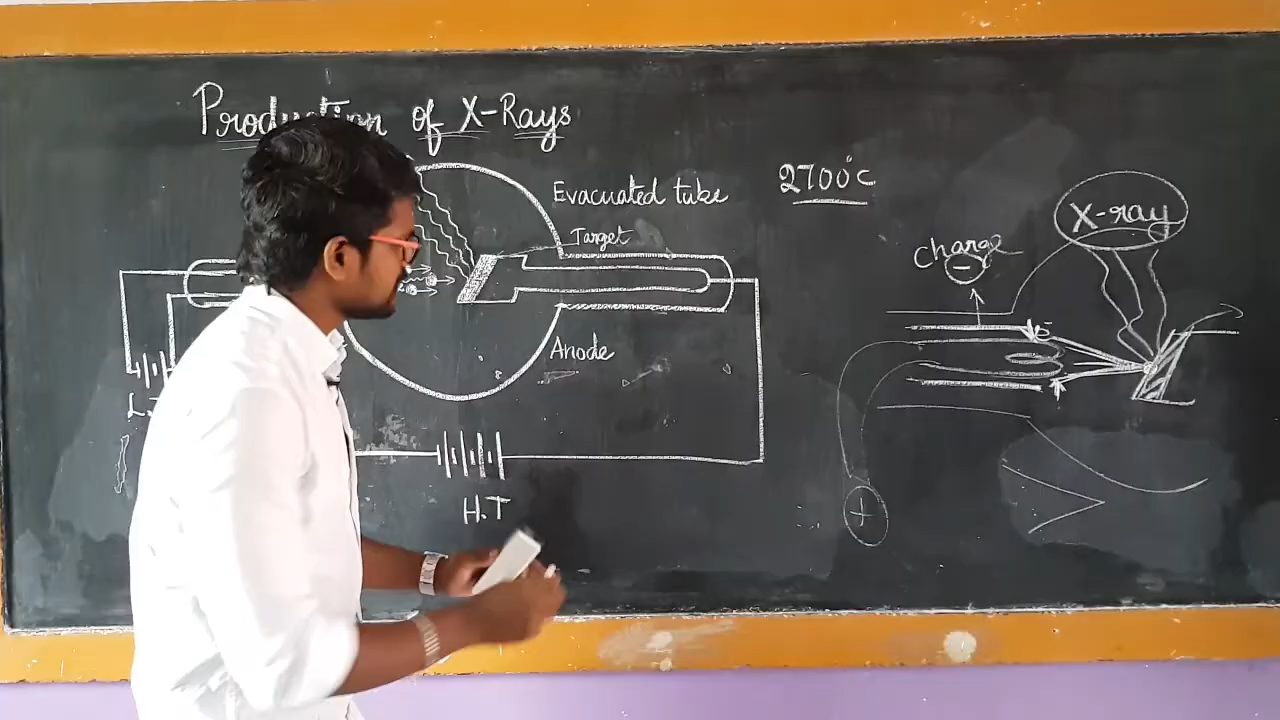 Production of X-Rays
Evacuated tube
Target
Anode
H.T
2700°C
charge
-
X-ray
e-
+